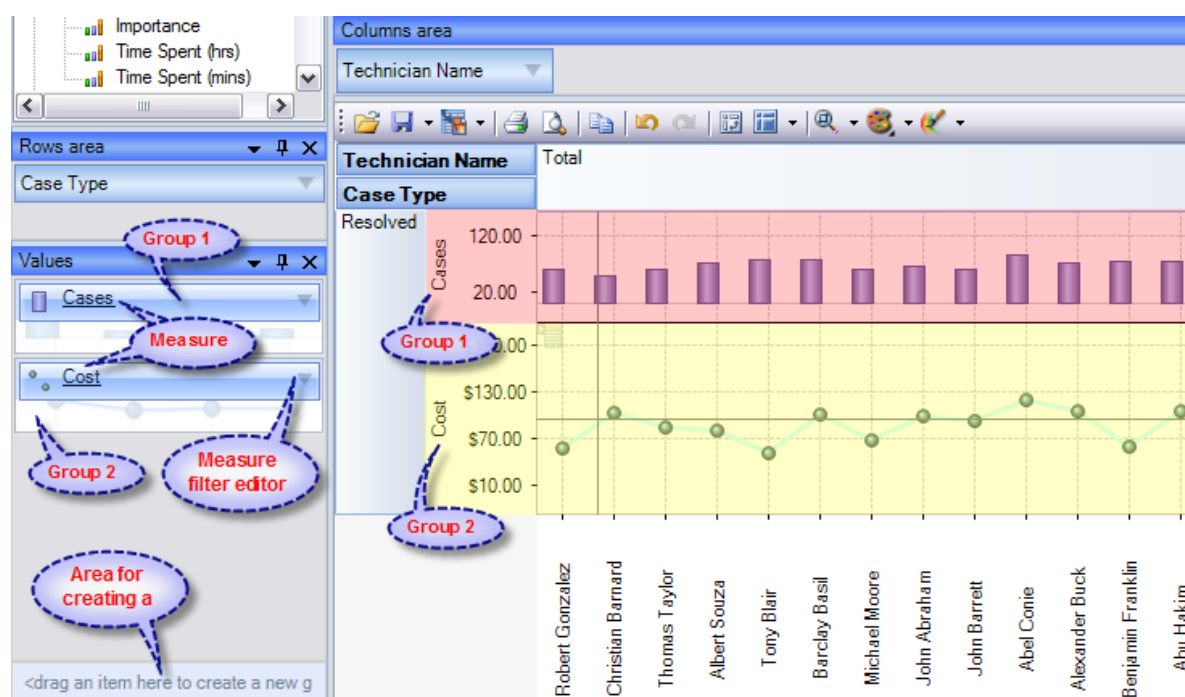 Importance
Time Spent (hrs)
Time Spent (mins)
Rows area
Case Type
Group 1
Values
Cases
Measure
Cost
Group 2
Measure
filter editor
Area for
creating a
<drag an item here to create a new g
Columns area
Technician Name
Technician Name
Total
Case Type
Resolved
Cases
120.00
20.00
Group 1
Cost
$130.00
$70.00
$10.00
Group 2
Robert Gonzalez
Christian Barnard
Thomas Taylor
Albert Souza
Tony Blair
Barclay Basil
Michael Moore
John Abraham
John Barrett
Abel Conie
Alexander Buck
Benjamin Franklin
Abu Hakim